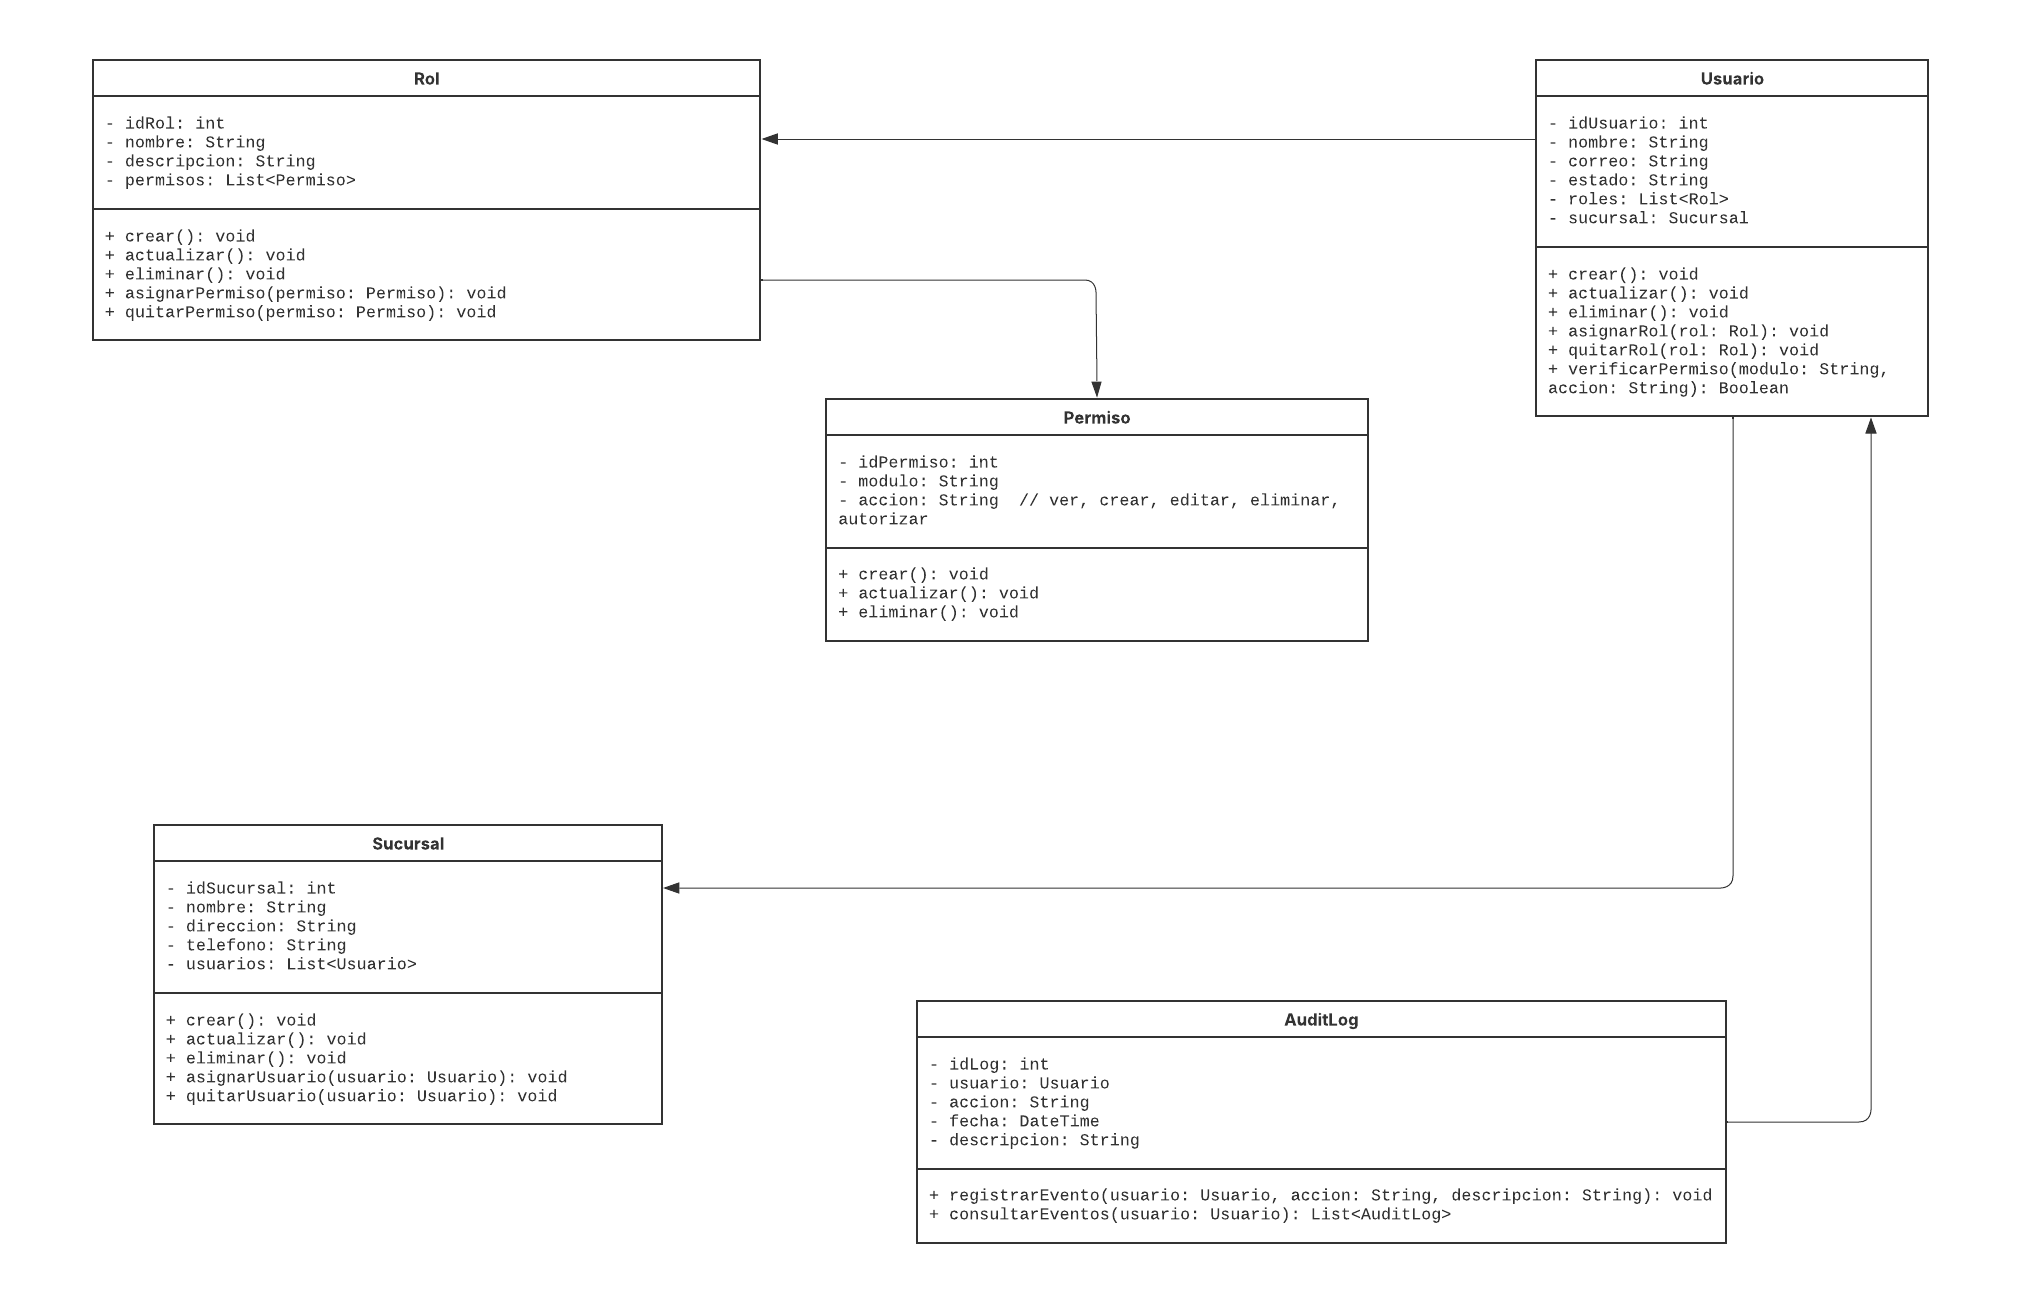 Rol
- idRol: int
- nombre: String
- descripcion: String
- permisos: List<Permiso>
+ crear(): void
+ actualizar(): void
+ eliminar(): void
+ asignarPermiso(permiso: Permiso): void
+ quitarPermiso(permiso: Permiso): void
Usuario
- idUsuario: int
- nombre: String
- correo: String
- estado: String
- roles: List<Rol>
- sucursal: Sucursal
+ crear(): void
+ actualizar(): void
+ eliminar(): void
+ asignarRol(rol: Rol): void
+ quitarRol(rol: Rol): void
+ verificarPermiso(modulo: String,
accion: String): Boolean
Permiso
- idPermiso: int
- modulo: String
- accion: String  // ver, crear, editar, eliminar,
autorizar
+ crear(): void
+ actualizar(): void
+ eliminar(): void
Sucursal
- idSucursal: int
- nombre: String
- direccion: String
- telefono: String
- usuarios: List<Usuario>
+ crear(): void
+ actualizar(): void
+ eliminar(): void
+ asignarUsuario(usuario: Usuario): void
+ quitarUsuario(usuario: Usuario): void
AuditLog
- idLog: int
- usuario: Usuario
- accion: String
- fecha: DateTime
- descripcion: String
+ registrarEvento(usuario: Usuario, accion: String, descripcion: String): void
+ consultarEventos(usuario: Usuario): List<AuditLog>